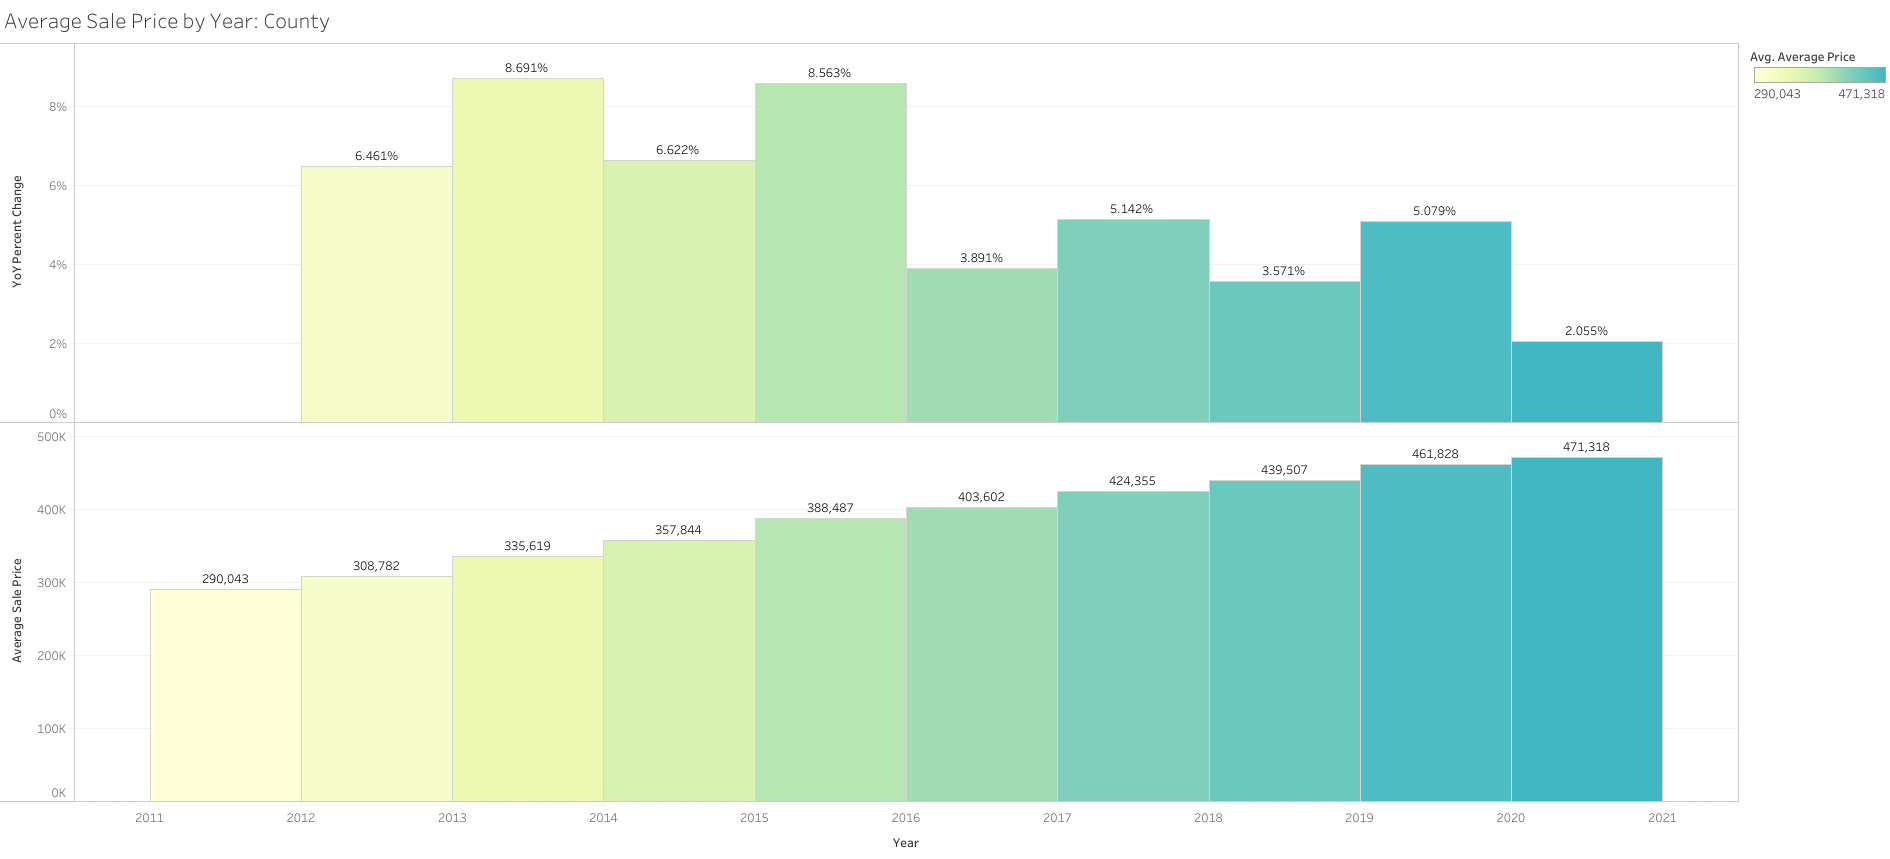 Average Sale Price by Year: County
Avg. Average Price
290,043 471,318
YoY Percent Change
8%
6%
4%
2%
0%
6.461%
8.691%
6.622%
8.563%
3.891%
5.142%
3.571%
5.079%
2.055%
Average Sale Price
500K
400K
300K
200K
100K
0K
290,043
308,782
335,619
357,844
388,487
403,602
424,355
439,507
461,828
471,318
2011 2012 2013 2014 2015 2016 2017 2018 2019 2020 2021
Year